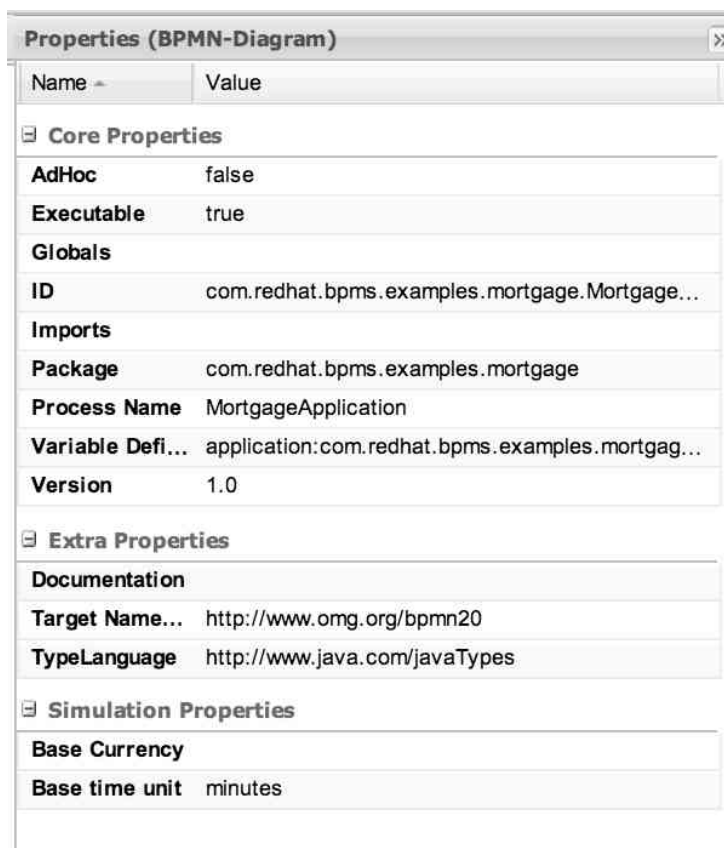 Properties (BPMN-Diagram)
Name Value
Core Properties
AdHoc false
Executable true
Globals
ID com.redhat.bpms.examples.mortgage.Mortgage...
Imports
Package com.redhat.bpms.examples.mortgage
Process Name MortgageApplication
Variable Defi... application:com.redhat.bpms.examples.mortgag...
Version 1.0
Extra Properties
Documentation
Target Name... http://www.omg.org/bpmn20
TypeLanguage http://www.java.com/javaTypes
Simulation Properties
Base Currency
Base time unit minutes